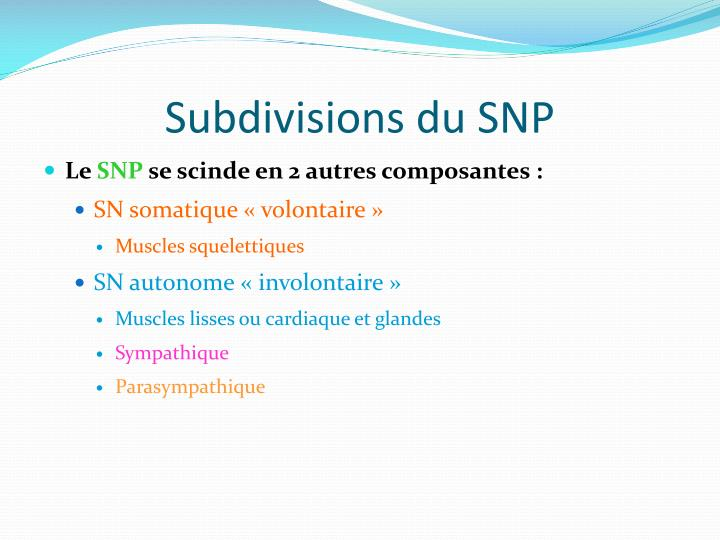 Subdivisions du SNP
Le SNP se scinde en 2 autres composantes :
SN somatique « volontaire »
Muscles squelettiques
SN autonome « involontaire »
Muscles lisses ou cardiaque et glandes
Sympathique
Parasympathique